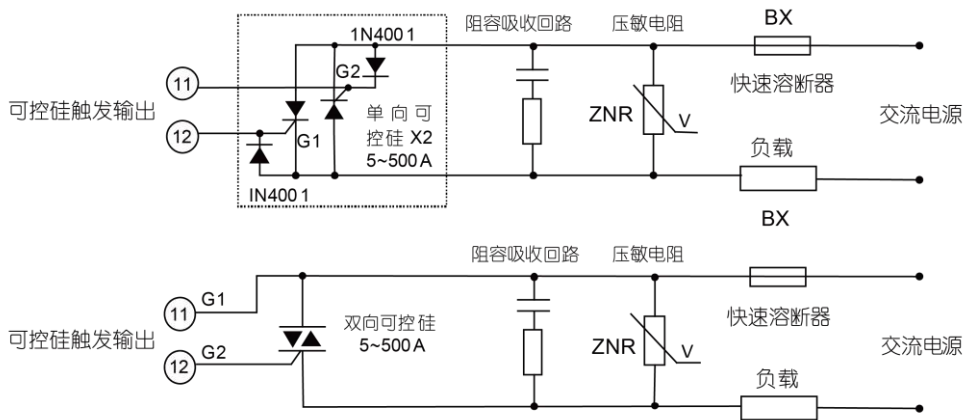 阻容吸收回路 压敏电阻 BX
1N4001
11 G2 快速溶断器
可控硅触发输出 单向可 ZNR 交流电源
12 G1 控硅 X2 V
5~500A 负载
IN4001
BX
阻容吸收回路 压敏电阻
11 G1 快速溶断器
可控硅触发输出 双向可控硅 ZNR 交流电源
12 G2 5~500A V
负载